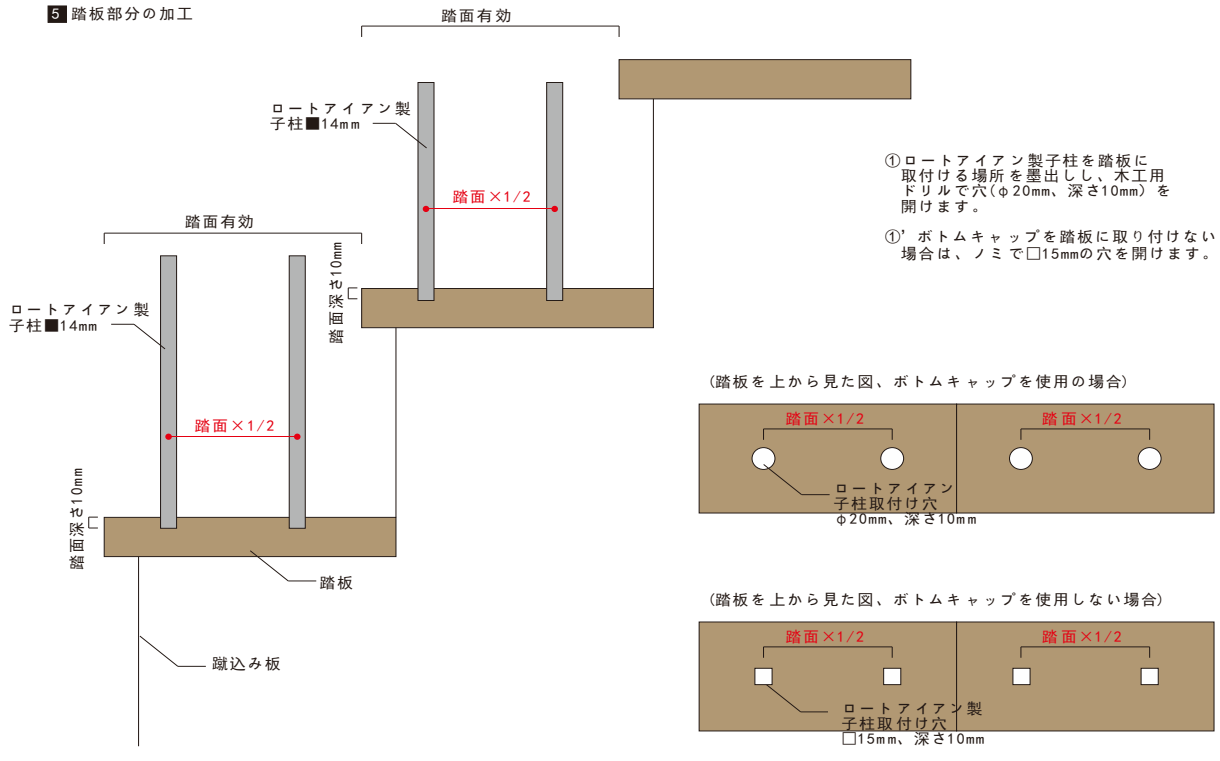 5 踏板部分の加工
踏面有効
ロートアイアン製
子柱■14mm
踏面×1/2
踏面有効
踏面深さ10mm
ロートアイアン製
子柱■14mm
踏面×1/2
踏面深さ10mm
踏板
蹴込み板
①ロートアイアン製子柱を踏板に
取付ける場所を墨出しし、木工用
ドリルで穴(φ20mm、深さ10mm)を
開けます。
①’ボトムキャップを踏板に取り付けない
場合は、ノミで□15mmの穴を開けます。
(踏板を上から見た図、ボトムキャップを使用の場合)
踏面×1/2
踏面×1/2
ロートアイアン
子柱取付け穴
φ20mm、深さ10mm
(踏板を上から見た図、ボトムキャップを使用しない場合)
踏面×1/2
踏面×1/2
ロートアイアン製
子柱取付け穴
□15mm、深さ10mm